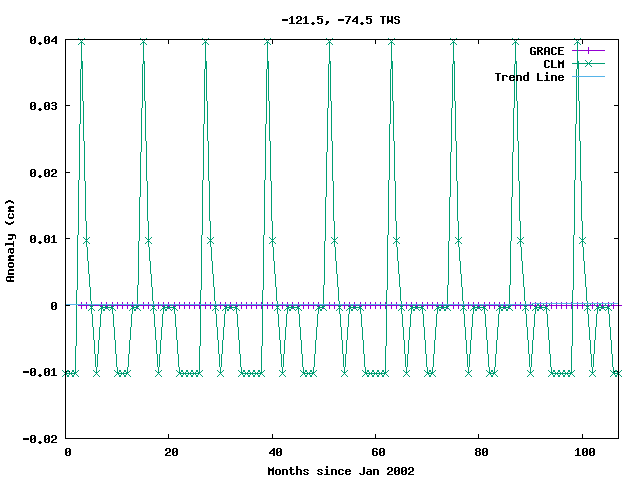 -121.5, -74.5 TWS
GRACE
CLM
Trend Line
0.04
0.03
0.02
0.01
0
-0.01
-0.02
Anomaly (cm)
0 20 40 60 80 100
Months since Jan 2002